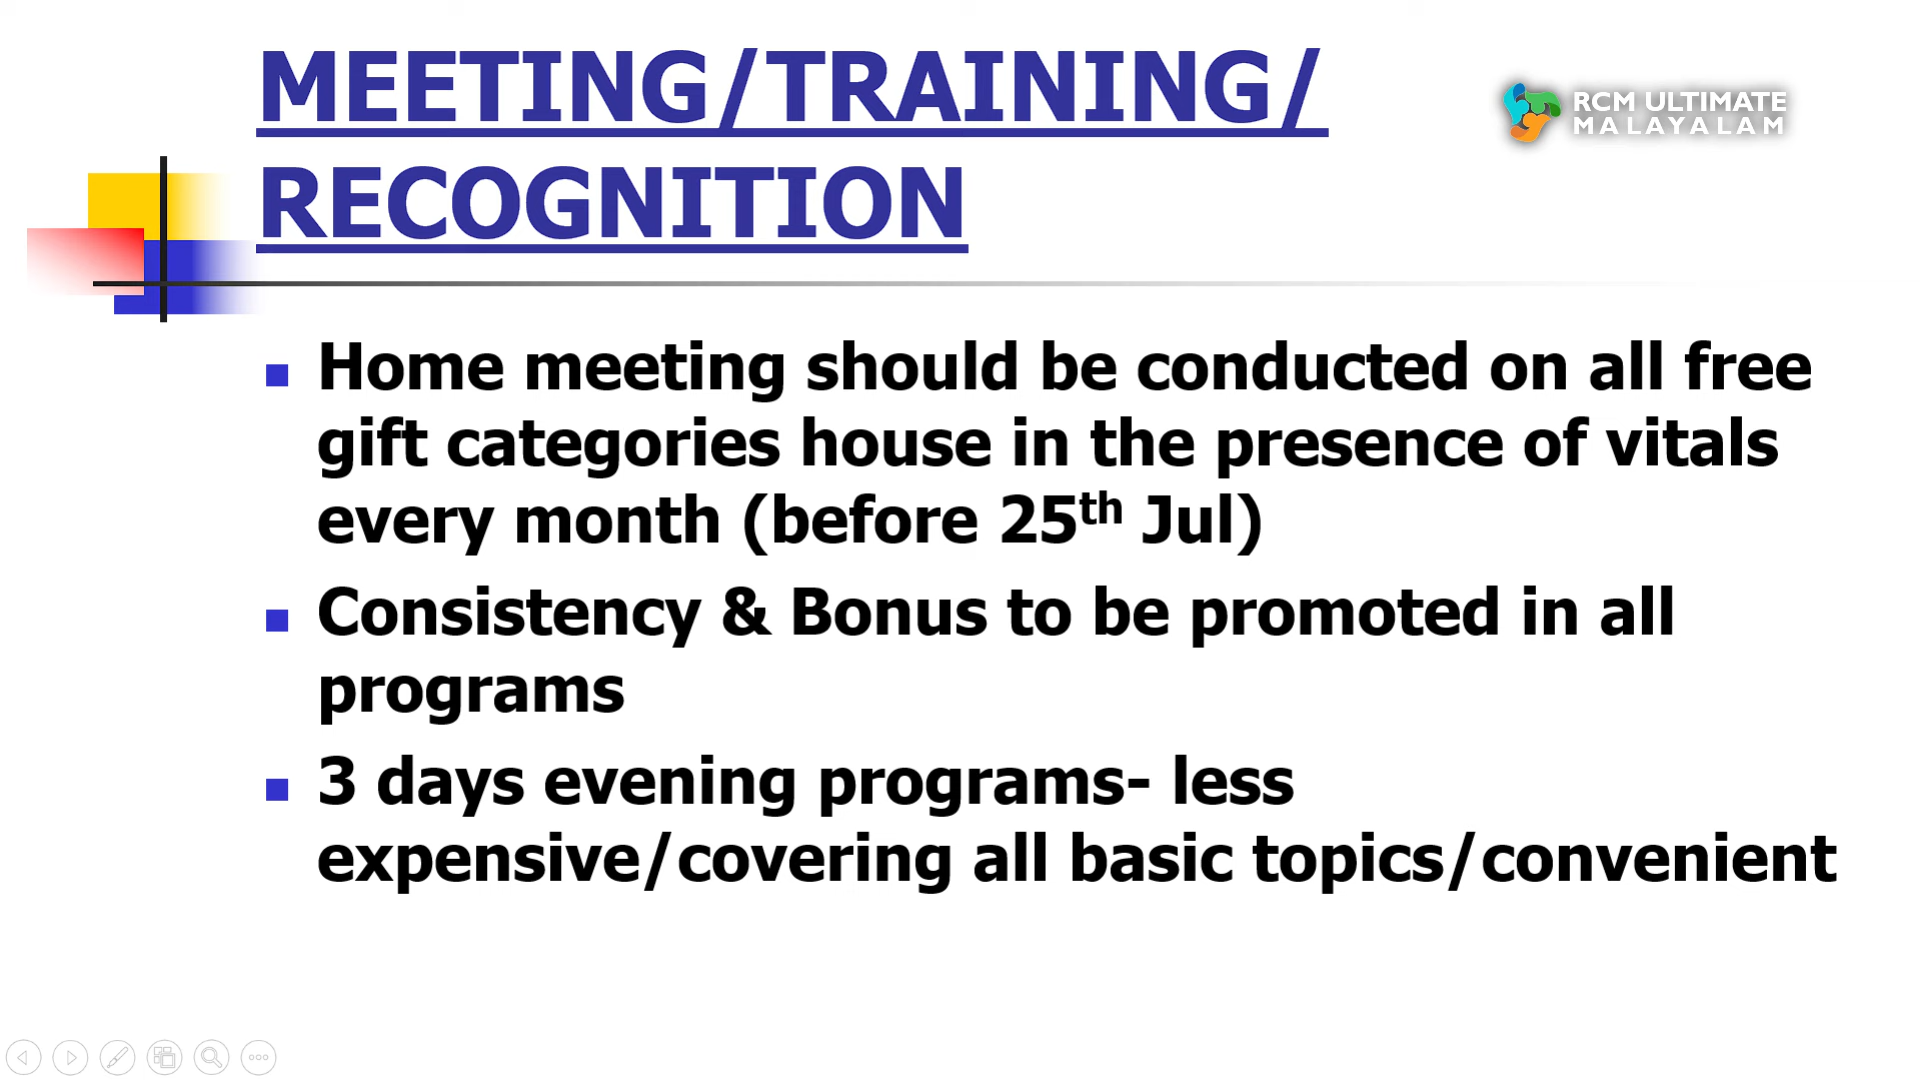 MEETING/TRAINING/
RECOGNITION
RCM ULTIMATE
MALAYALAM
Home meeting should be conducted on all free
gift categories house in the presence of vitals
every month (before 25th Jul)
Consistency & Bonus to be promoted in all
programs
3 days evening programs- less
expensive/covering all basic topics/convenient